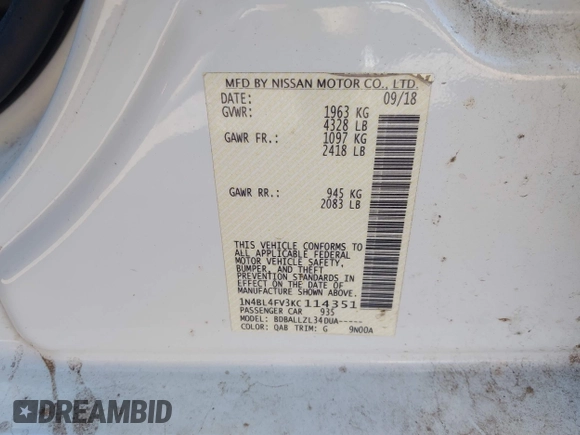 MFD BY NISSAN MOTOR CO., LTD.
DATE: 09/18
GVWR: 1963 KG
4328 LB
GAWR FR.: 1097 KG
2418 LB
GAWR RR.: 945 KG
2083 LB
THIS VEHICLE CONFORMS TO
ALL APPLICABLE FEDERAL
MOTOR VEHICLE SAFETY,
BUMPER, AND THEFT
PREVENTION STANDARDS IN
EFFECT ON THE DATE OF
MANUFACTURE SHOWN ABOVE.
1N4BL4FV3KC114351
PASSENGER CAR 935
MODEL: BDBALLZL34DUA-----
COLOR: QAB TRIM: G 9N00A
DREAMBID